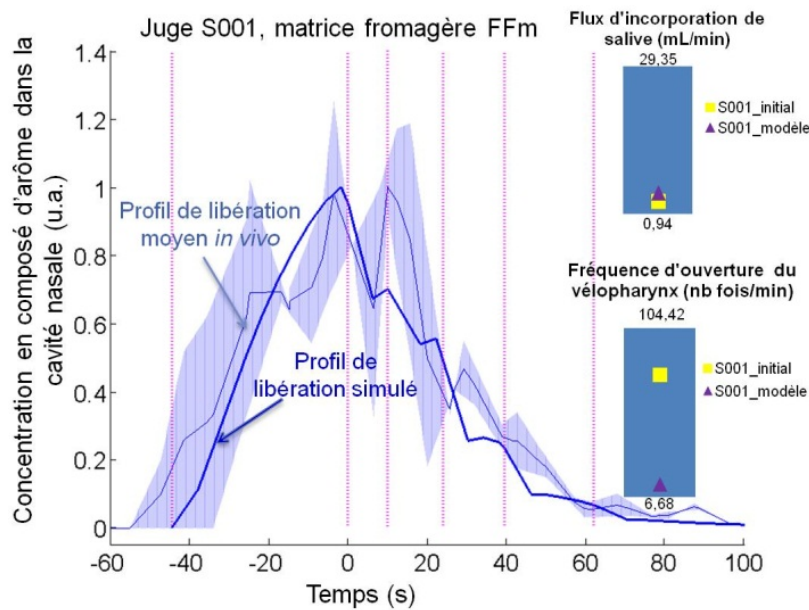 Juge S001, matrice fromagère FFm
Concentration en composé d'arôme dans la
cavité nasale (u.a.)
1.4
1.2
1
0.8
0.6
0.4
0.2
0
Profil de libération
moyen in vivo
Profil de
libération simulé
-60
-40
-20
0
20
40
60
80
100
Temps (s)
Flux d'incorporation de
salive (mL/min)
29,35
S001_initial
S001_modèle
0,94
Fréquence d'ouverture du
vélopharynx (nb fois/min)
104,42
S001_initial
S001_modèle
6,68